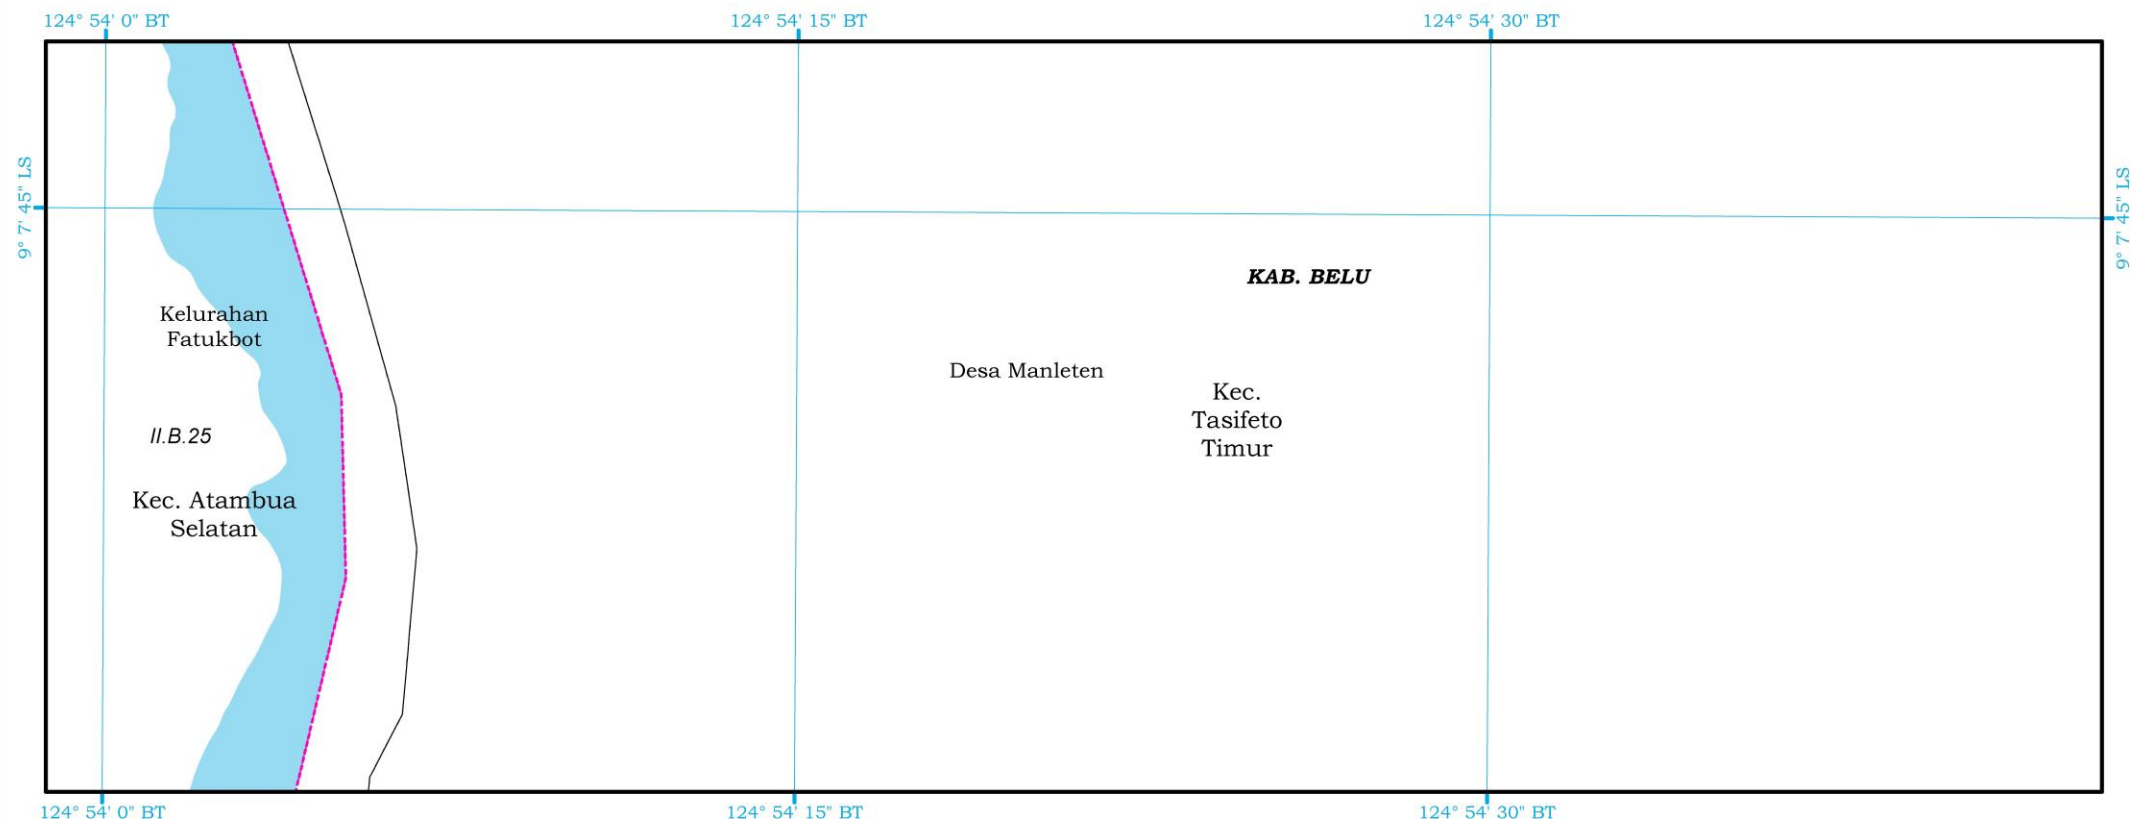 124° 54' 0" BT
124° 54' 15" BT
124° 54' 30" BT
9° 7' 45" LS
9° 7' 45" LS
KAB. BELU
Kelurahan
Fatukbot
Desa Manleten
Kec.
Tasifeto
Timur
II.B.25
Kec. Atambua
Selatan
124° 54' 0" BT
124° 54' 15" BT
124° 54' 30" BT